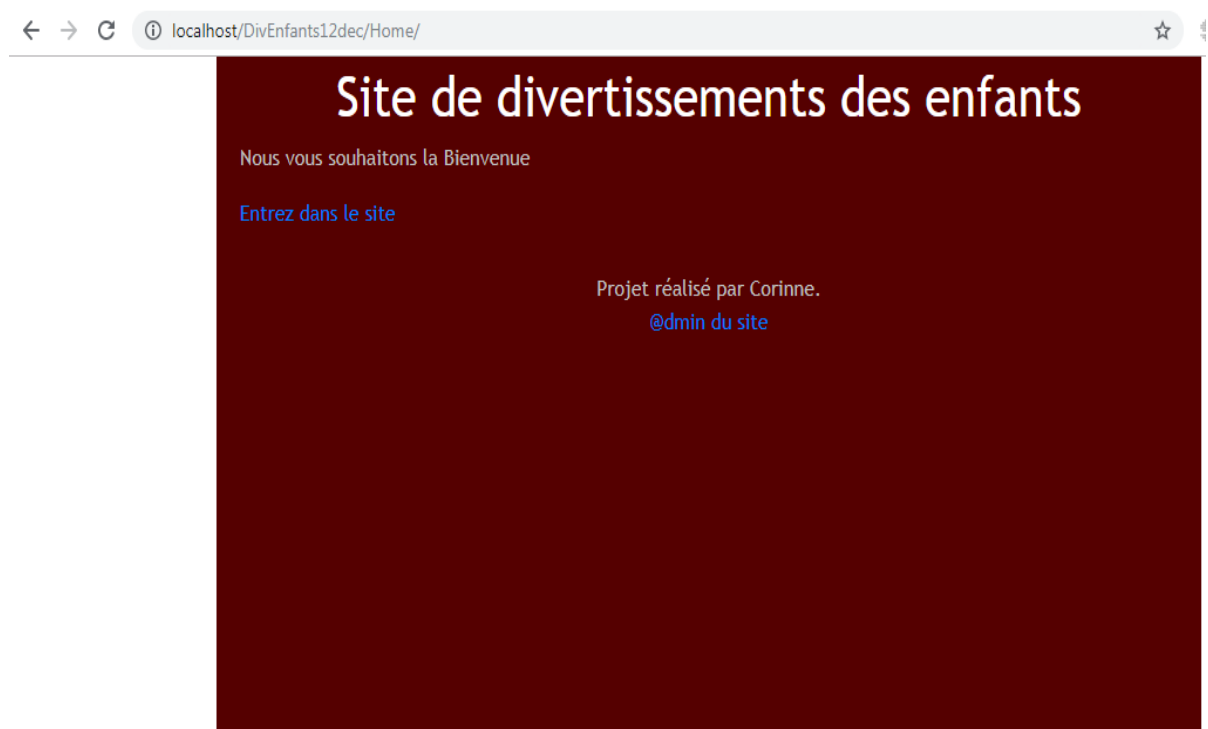 localhost/DivEnfants12dec/Home/
Site de divertissements des enfants
Nous vous souhaitons la Bienvenue
Entrez dans le site
Projet réalisé par Corinne.
@dmin du site